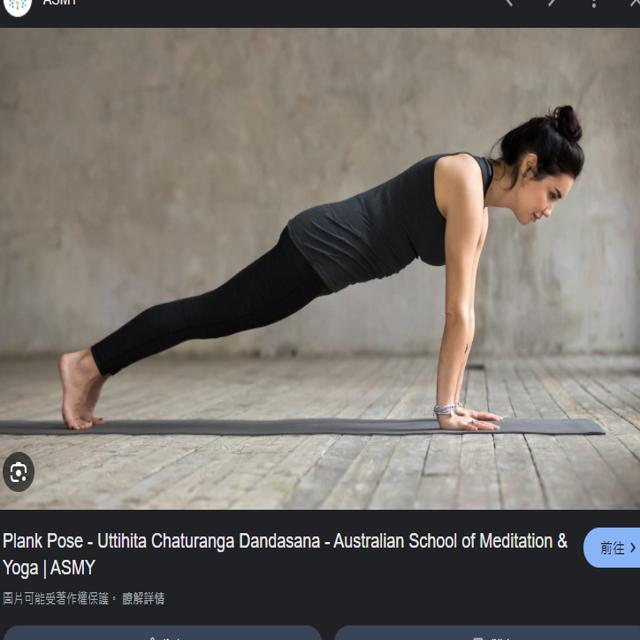 ASMY
Plank Pose - Uttihita Chaturanga Dandasana - Australian School of Meditation &
Yoga | ASMY
前往
圖片可能受著作權保護。 瞭解詳情